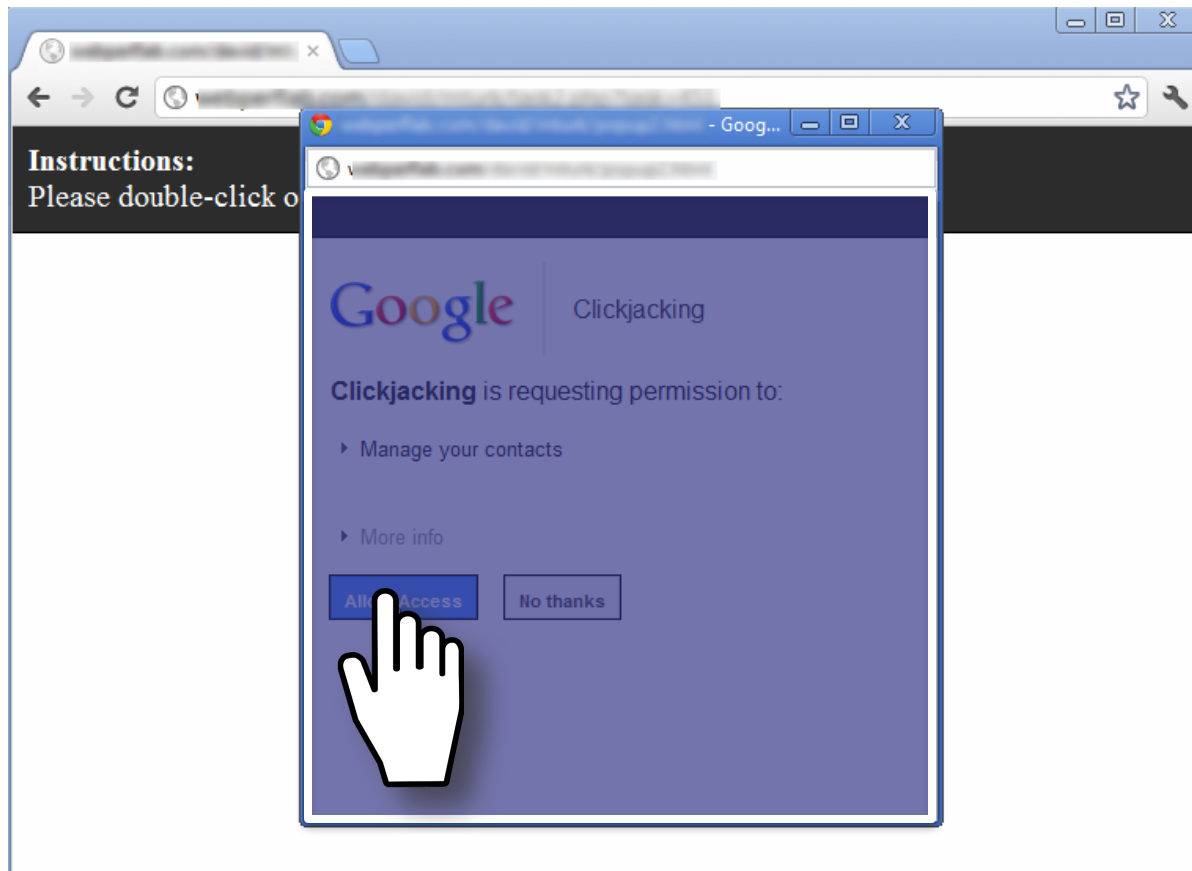 Instructions:
Please double-click o
- Goog...
Google
Clickjacking
Clickjacking is requesting permission to:
Manage your contacts
More info
Allow Access
No thanks